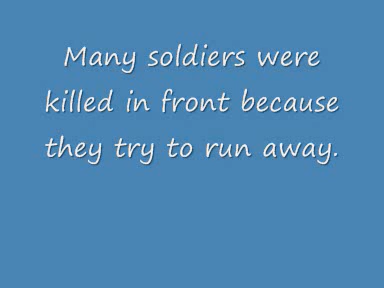 Many soldiers were
killed in front because
they try to run away.